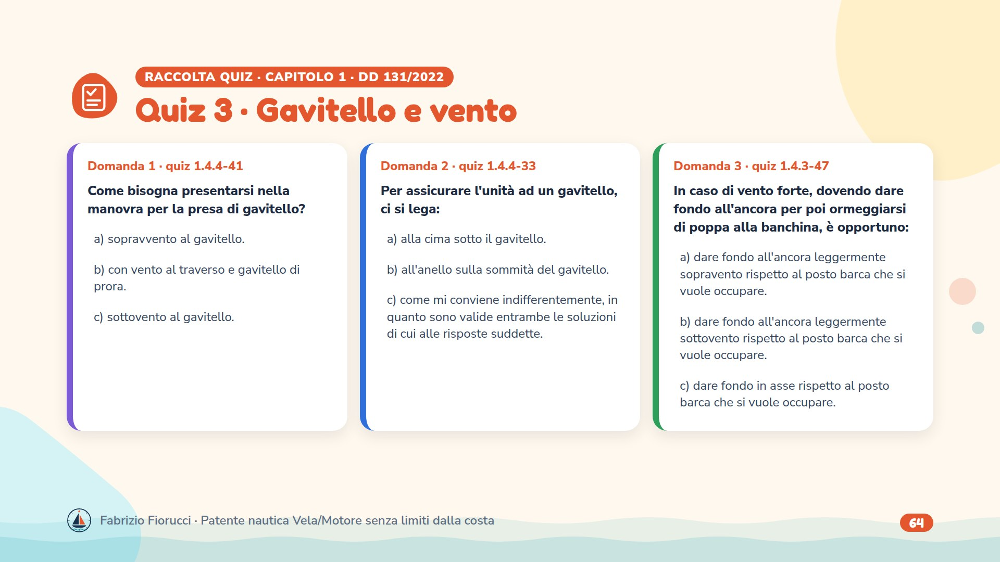 RACCOLTA QUIZ · CAPITOLO 1 · DD 131/2022
Quiz 3 · Gavitello e vento
Domanda 1 · quiz 1.4.4-41
Come bisogna presentarsi nella
manovra per la presa di gavitello?
a) sopravvento al gavitello.
b) con vento al traverso e gavitello di
prora.
c) sottovento al gavitello.
Domanda 2 · quiz 1.4.4-33
Per assicurare l'unità ad un gavitello,
ci si lega:
a) alla cima sotto il gavitello.
b) all'anello sulla sommità del gavitello.
c) come mi conviene indifferentemente, in
quanto sono valide entrambe le soluzioni
di cui alle risposte suddette.
Domanda 3 · quiz 1.4.3-47
In caso di vento forte, dovendo dare
fondo all'ancora per poi ormeggiarsi
di poppa alla banchina, è opportuno:
a) dare fondo all'ancora leggermente
sopravento rispetto al posto barca che si
vuole occupare.
b) dare fondo all'ancora leggermente
sottovento rispetto al posto barca che si
vuole occupare.
c) dare fondo in asse rispetto al posto
barca che si vuole occupare.
Fabrizio Fiorucci · Patente nautica Vela/Motore senza limiti dalla costa
64